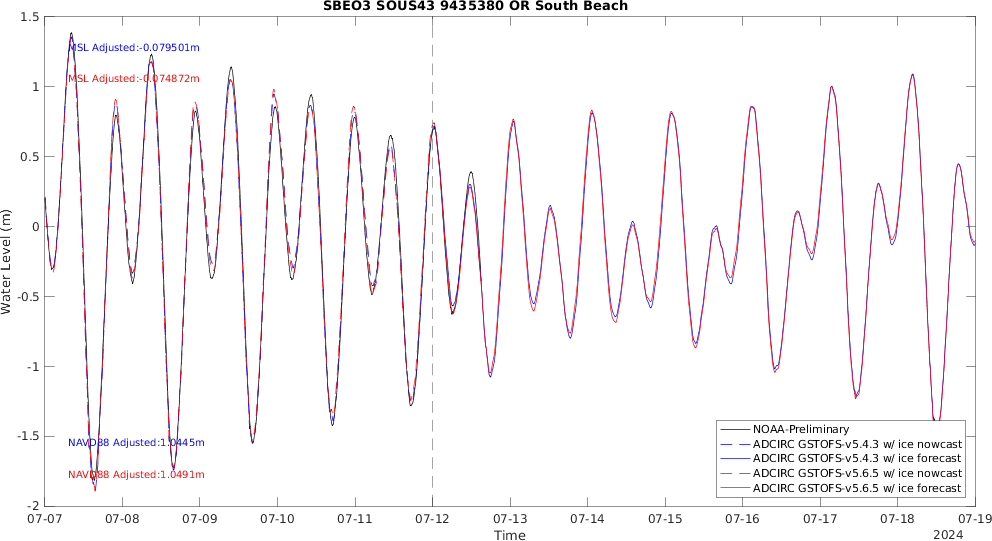 SBEO3 SOUS43 9435380 OR South Beach
1.5
1
0.5
0
-0.5
-1
-1.5
-2
Water Level (m)
MSL Adjusted:-0.079501m
MSL Adjusted:-0.074872m
NAVD88 Adjusted:1.0445m
NAVD88 Adjusted:1.0491m
NOAA-Preliminary
ADCIRC GSTOFS-v5.4.3 w/ ice nowcast
ADCIRC GSTOFS-v5.4.3 w/ ice forecast
ADCIRC GSTOFS-v5.6.5 w/ ice nowcast
ADCIRC GSTOFS-v5.6.5 w/ ice forecast
07-07 07-08 07-09 07-10 07-11 07-12 07-13 07-14 07-15 07-16 07-17 07-18 07-19
Time
2024